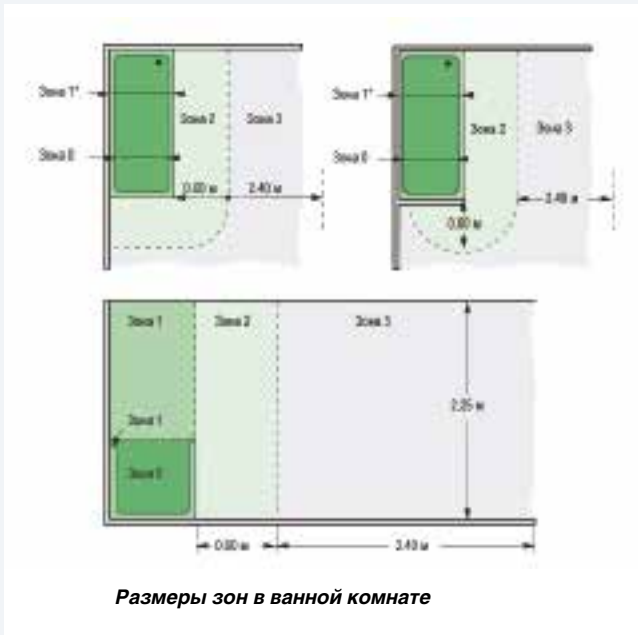 Зона 1*
Зона 2
Зона 3
Зона 0
0.60 м
2.40 м
Зона 1*
Зона 2
Зона 3
Зона 0
2.40 м
0.60 м
Зона 1
Зона 2
Зона 3
2.25 м
Зона 1
Зона 0
0.60 м
2.40 м
Размеры зон в ванной комнате